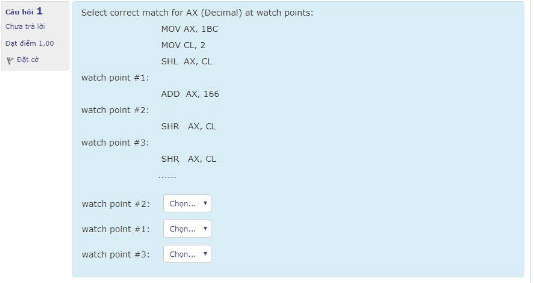 Câu hỏi 1
Chưa trả lời
Đạt điểm 1,00
Đặt cờ
Select correct match for AX (Decimal) at watch points:
MOV AX, 1BC
MOV CL, 2
SHL AX, CL
watch point #1:
ADD AX, 166
watch point #2:
SHR AX, CL
watch point #3:
SHR AX, CL
......
watch point #2: Chọn...
watch point #1: Chọn...
watch point #3: Chọn...